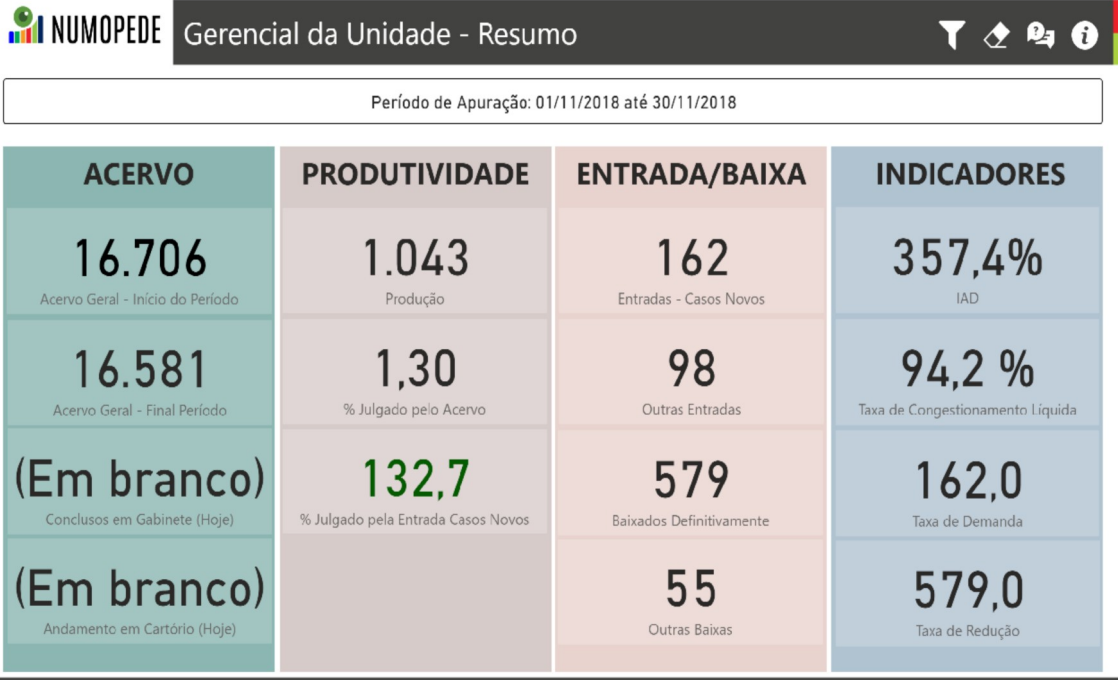 NUMOPEDE
Gerencial da Unidade - Resumo
Período de Apuração: 01/11/2018 até 30/11/2018
ACERVO
16.706
Acervo Geral - Início do Período
16.581
Acervo Geral - Final Período
(Em branco)
Conclusos em Gabinete (Hoje)
(Em branco)
Andamento em Cartório (Hoje)
PRODUTIVIDADE
1.043
Produção
1,30
% Julgado pelo Acervo
132,7
% Julgado pela Entrada Casos Novos
ENTRADA/BAIXA
162
Entradas - Casos Novos
98
Outras Entradas
579
Baixados Definitivamente
55
Outras Baixas
INDICADORES
357,4%
IAD
94,2 %
Taxa de Congestionamento Líquida
162,0
Taxa de Demanda
579,0
Taxa de Redução